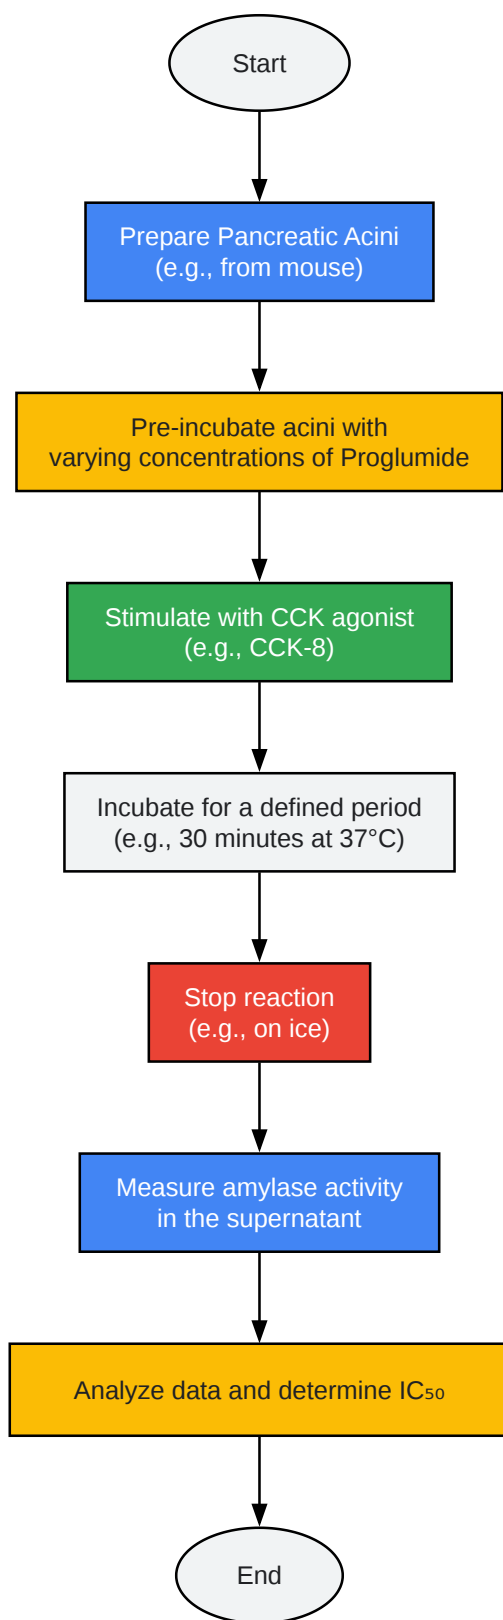 Start
Prepare Pancreatic Acini
(e.g., from mouse)
Pre-incubate acini with
varying concentrations of Proglumide
Stimulate with CCK agonist
(e.g., CCK-8)
Incubate for a defined period
(e.g., 30 minutes at 37°C)
Stop reaction
(e.g., on ice)
Measure amylase activity
in the supernatant
Analyze data and determine IC₅₀
End